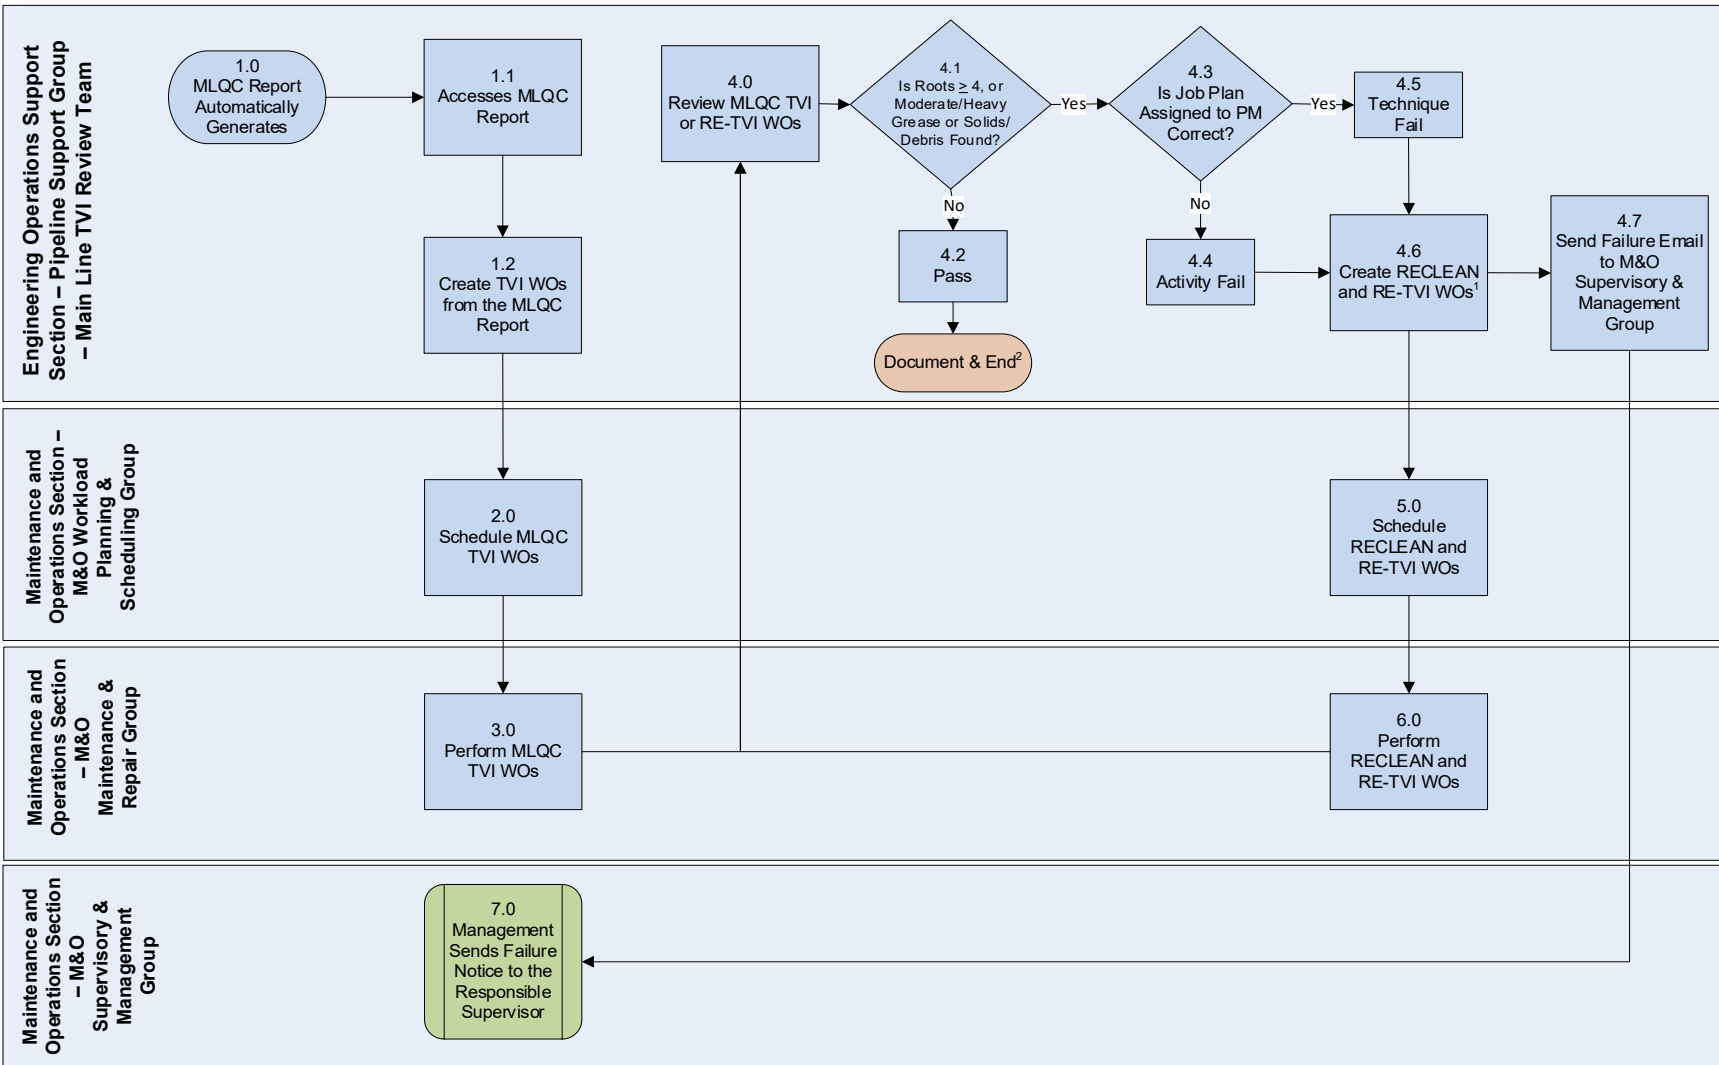 Engineering Operations Support
Section – Pipeline Support Group
– Main Line TVI Review Team
1.0
MLQC Report
Automatically
Generates
1.1
Accesses MLQC
Report
1.2
Create TVI WOs
from the MLQC
Report
4.0
Review MLQC TVI
or RE-TVI WOs
4.1
Is Roots ≥ 4, or
Moderate/Heavy
Grease or Solids/
Debris Found?
Yes
No
4.2
Pass
Document & End²
4.3
Is Job Plan
Assigned to PM
Correct?
Yes
No
4.4
Activity Fail
4.5
Technique
Fail
4.6
Create RECLEAN
and RE-TVI WOs¹
4.7
Send Failure Email
to M&O
Supervisory &
Management
Group
Maintenance and
Operations Section –
M&O Workload
Planning &
Scheduling Group
2.0
Schedule MLQC
TVI WOs
5.0
Schedule
RECLEAN and
RE-TVI WOs
Maintenance and
Operations Section
– M&O
Maintenance &
Repair Group
3.0
Perform MLQC
TVI WOs
6.0
Perform
RECLEAN and
RE-TVI WOs
Maintenance and
Operations Section
– M&O
Supervisory &
Management
Group
7.0
Management
Sends Failure
Notice to the
Responsible
Supervisor